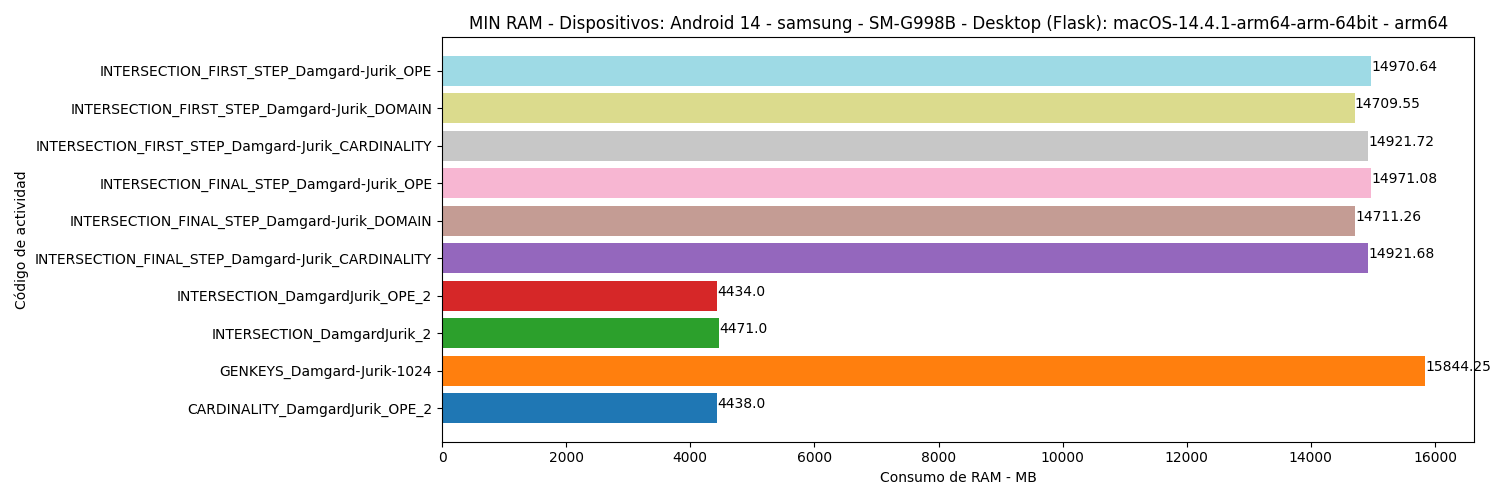 MIN RAM - Dispositivos: Android 14 - samsung - SM-G998B - Desktop (Flask): macOS-14.4.1-arm64-arm-64bit - arm64
Código de actividad
INTERSECTION_FIRST_STEP_Damgard-Jurik_OPE 14970.64
INTERSECTION_FIRST_STEP_Damgard-Jurik_DOMAIN 14709.55
INTERSECTION_FIRST_STEP_Damgard-Jurik_CARDINALITY 14921.72
INTERSECTION_FINAL_STEP_Damgard-Jurik_OPE 14971.08
INTERSECTION_FINAL_STEP_Damgard-Jurik_DOMAIN 14711.26
INTERSECTION_FINAL_STEP_Damgard-Jurik_CARDINALITY 14921.68
INTERSECTION_DamgardJurik_OPE_2 4434.0
INTERSECTION_DamgardJurik_2 4471.0
GENKEYS_Damgard-Jurik-1024 15844.25
CARDINALITY_DamgardJurik_OPE_2 4438.0
0 2000 4000 6000 8000 10000 12000 14000 16000
Consumo de RAM - MB